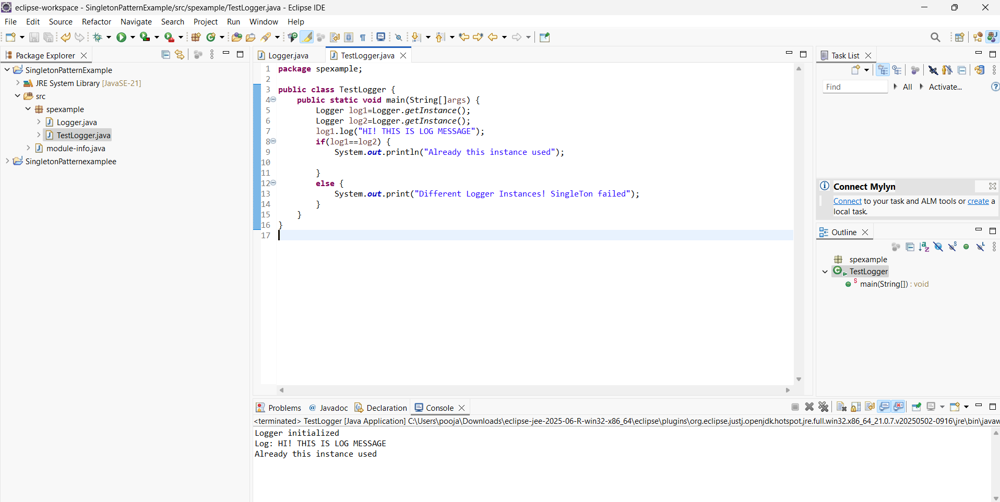 eclipse-workspace - SingletonPatternExample/src/spexample/TestLogger.java - Eclipse IDE
File Edit Source Refactor Navigate Search Project Run Window Help
Package Explorer
SingletonPatternExample
JRE System Library [JavaSE-21]
src
spexample
Logger.java
TestLogger.java
module-info.java
SingletonPatternexamplee
Logger.java TestLogger.java
1 package spexample;
2
3 public class TestLogger {
4 public static void main(String[]args) {
5 Logger log1=Logger.getInstance();
6 Logger log2=Logger.getInstance();
7 log1.log("HI! THIS IS LOG MESSAGE");
8 if(log1==log2) {
9 System.out.println("Already this instance used");
10
11 }
12 else {
13 System.out.print("Different Logger Instances! SingleTon failed");
14 }
15 }
16 }
17
Task List
Find All Activate...
Connect Mylyn
Connect to your task and ALM tools or create a
local task.
Outline
spexample
TestLogger
main(String[]) : void
Problems Javadoc Declaration Console
<terminated> TestLogger [Java Application] C:\Users\pooja\Downloads\eclipse-jee-2025-06-R-win32-x86_64\eclipse\plugins\org.eclipse.justj.openjdk.hotspot.jre.full.win32.x86_64_21.0.7.v20250502-0916\jre\bin\javaw
Logger initialized
Log: HI! THIS IS LOG MESSAGE
Already this instance used